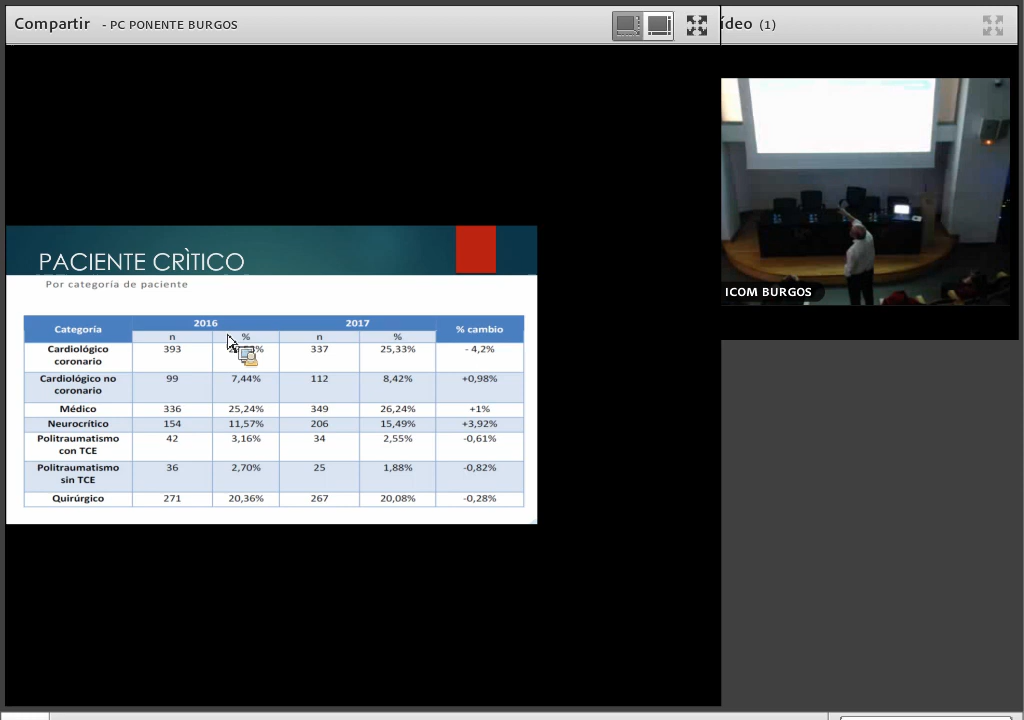 Compartir - PC PONENTE BURGOS
ídeo (1)
ICOM BURGOS
PACIENTE CRÌTICO
Por categoría de paciente
Categoría 2016 2017 % cambio
n % n %
Cardiológico coronario 393 337 25,33% - 4,2%
Cardiológico no coronario 99 7,44% 112 8,42% +0,98%
Médico 336 25,24% 349 26,24% +1%
Neurocrítico 154 11,57% 206 15,49% +3,92%
Politraumatismo con TCE 42 3,16% 34 2,55% -0,61%
Politraumatismo sin TCE 36 2,70% 25 1,88% -0,82%
Quirúrgico 271 20,36% 267 20,08% -0,28%